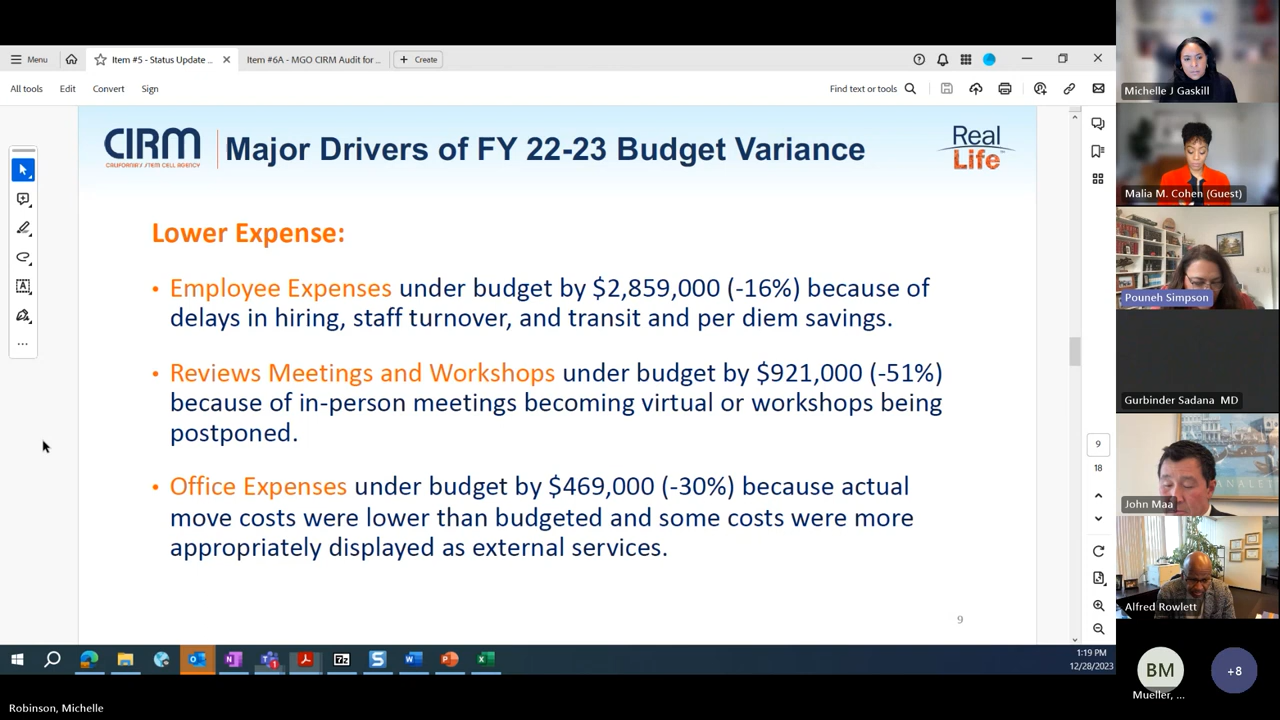 Menu
Item #5 - Status Update ...
Item #6A - MGO CIRM Audit for ...
Create
All tools
Edit
Convert
Sign
Find text or tools
CIRM
CALIFORNIA'S STEM CELL AGENCY
Major Drivers of FY 22-23 Budget Variance
Real
Life
Lower Expense:
• Employee Expenses under budget by $2,859,000 (-16%) because of
delays in hiring, staff turnover, and transit and per diem savings.
• Reviews Meetings and Workshops under budget by $921,000 (-51%)
because of in-person meetings becoming virtual or workshops being
postponed.
• Office Expenses under budget by $469,000 (-30%) because actual
move costs were lower than budgeted and some costs were more
appropriately displayed as external services.
9
9
18
1:19 PM
12/28/2023
Michelle J Gaskill
Malia M. Cohen (Guest)
Pouneh Simpson
Gurbinder Sadana MD
John Maa
Alfred Rowlett
BM
+8
Mueller, ...
Robinson, Michelle